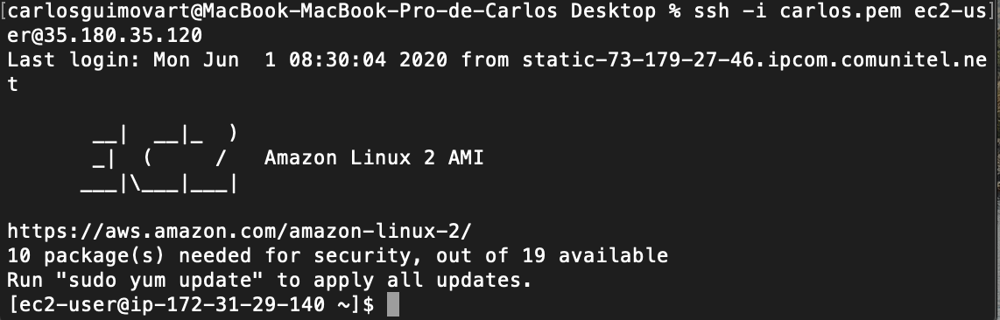 [carlosguimovart@MacBook-MacBook-Pro-de-Carlos Desktop % ssh -i carlos.pem ec2-us]
er@35.180.35.120
Last login: Mon Jun  1 08:30:04 2020 from static-73-179-27-46.ipcom.comunitel.ne
t

       __|  __|_  )
       _|  (     /   Amazon Linux 2 AMI
      ___|\___|___|

https://aws.amazon.com/amazon-linux-2/
10 package(s) needed for security, out of 19 available
Run "sudo yum update" to apply all updates.
[ec2-user@ip-172-31-29-140 ~]$